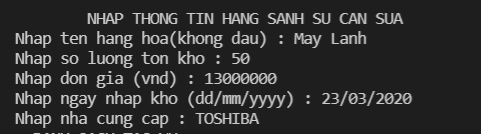 NHAP THONG TIN HANG SANH SU CAN SUA
Nhap ten hang hoa(khong dau) : May Lanh
Nhap so luong ton kho : 50
Nhap don gia (vnd) : 13000000
Nhap ngay nhap kho (dd/mm/yyyy) : 23/03/2020
Nhap nha cung cap : TOSHIBA